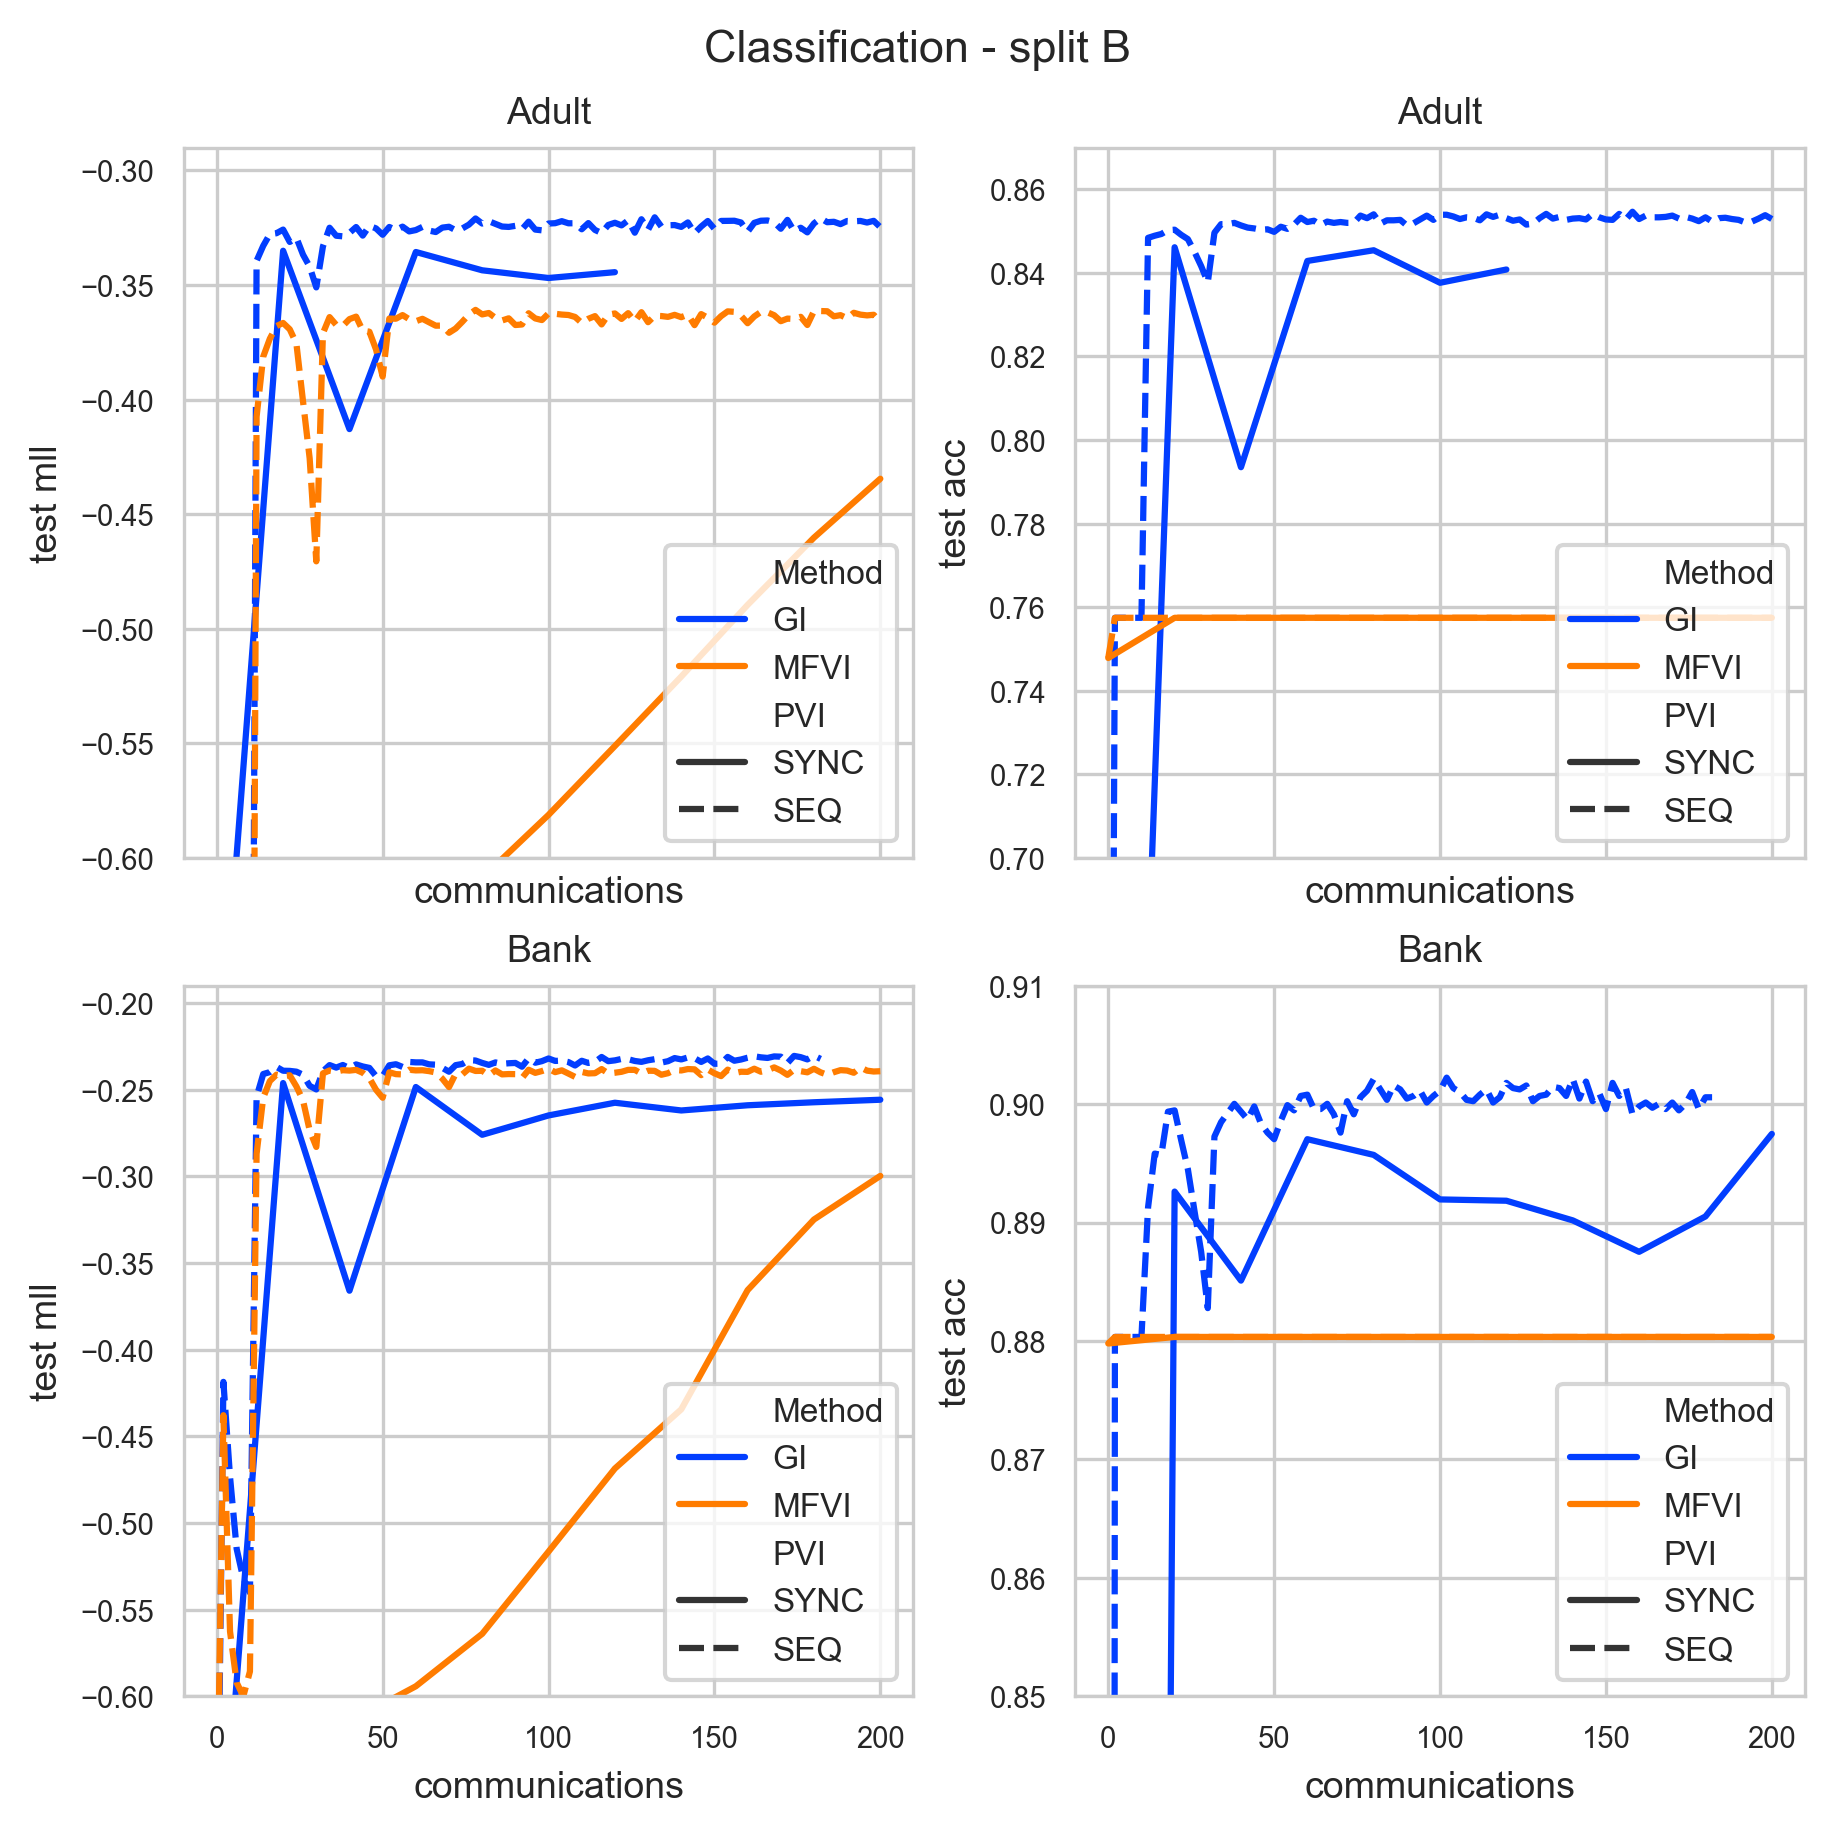 Classification - split B
Adult
−0.30
−0.35
−0.40
−0.45
−0.50
−0.55
−0.60
test mll
Method
GI
MFVI
PVI
SYNC
SEQ
communications
Adult
0.86
0.84
0.82
0.80
0.78
0.76
0.74
0.72
0.70
test acc
Method
GI
MFVI
PVI
SYNC
SEQ
communications
Bank
−0.20
−0.25
−0.30
−0.35
−0.40
−0.45
−0.50
−0.55
−0.60
test mll
Method
GI
MFVI
PVI
SYNC
SEQ
0 50 100 150 200
communications
Bank
0.91
0.90
0.89
0.88
0.87
0.86
0.85
test acc
Method
GI
MFVI
PVI
SYNC
SEQ
0 50 100 150 200
communications